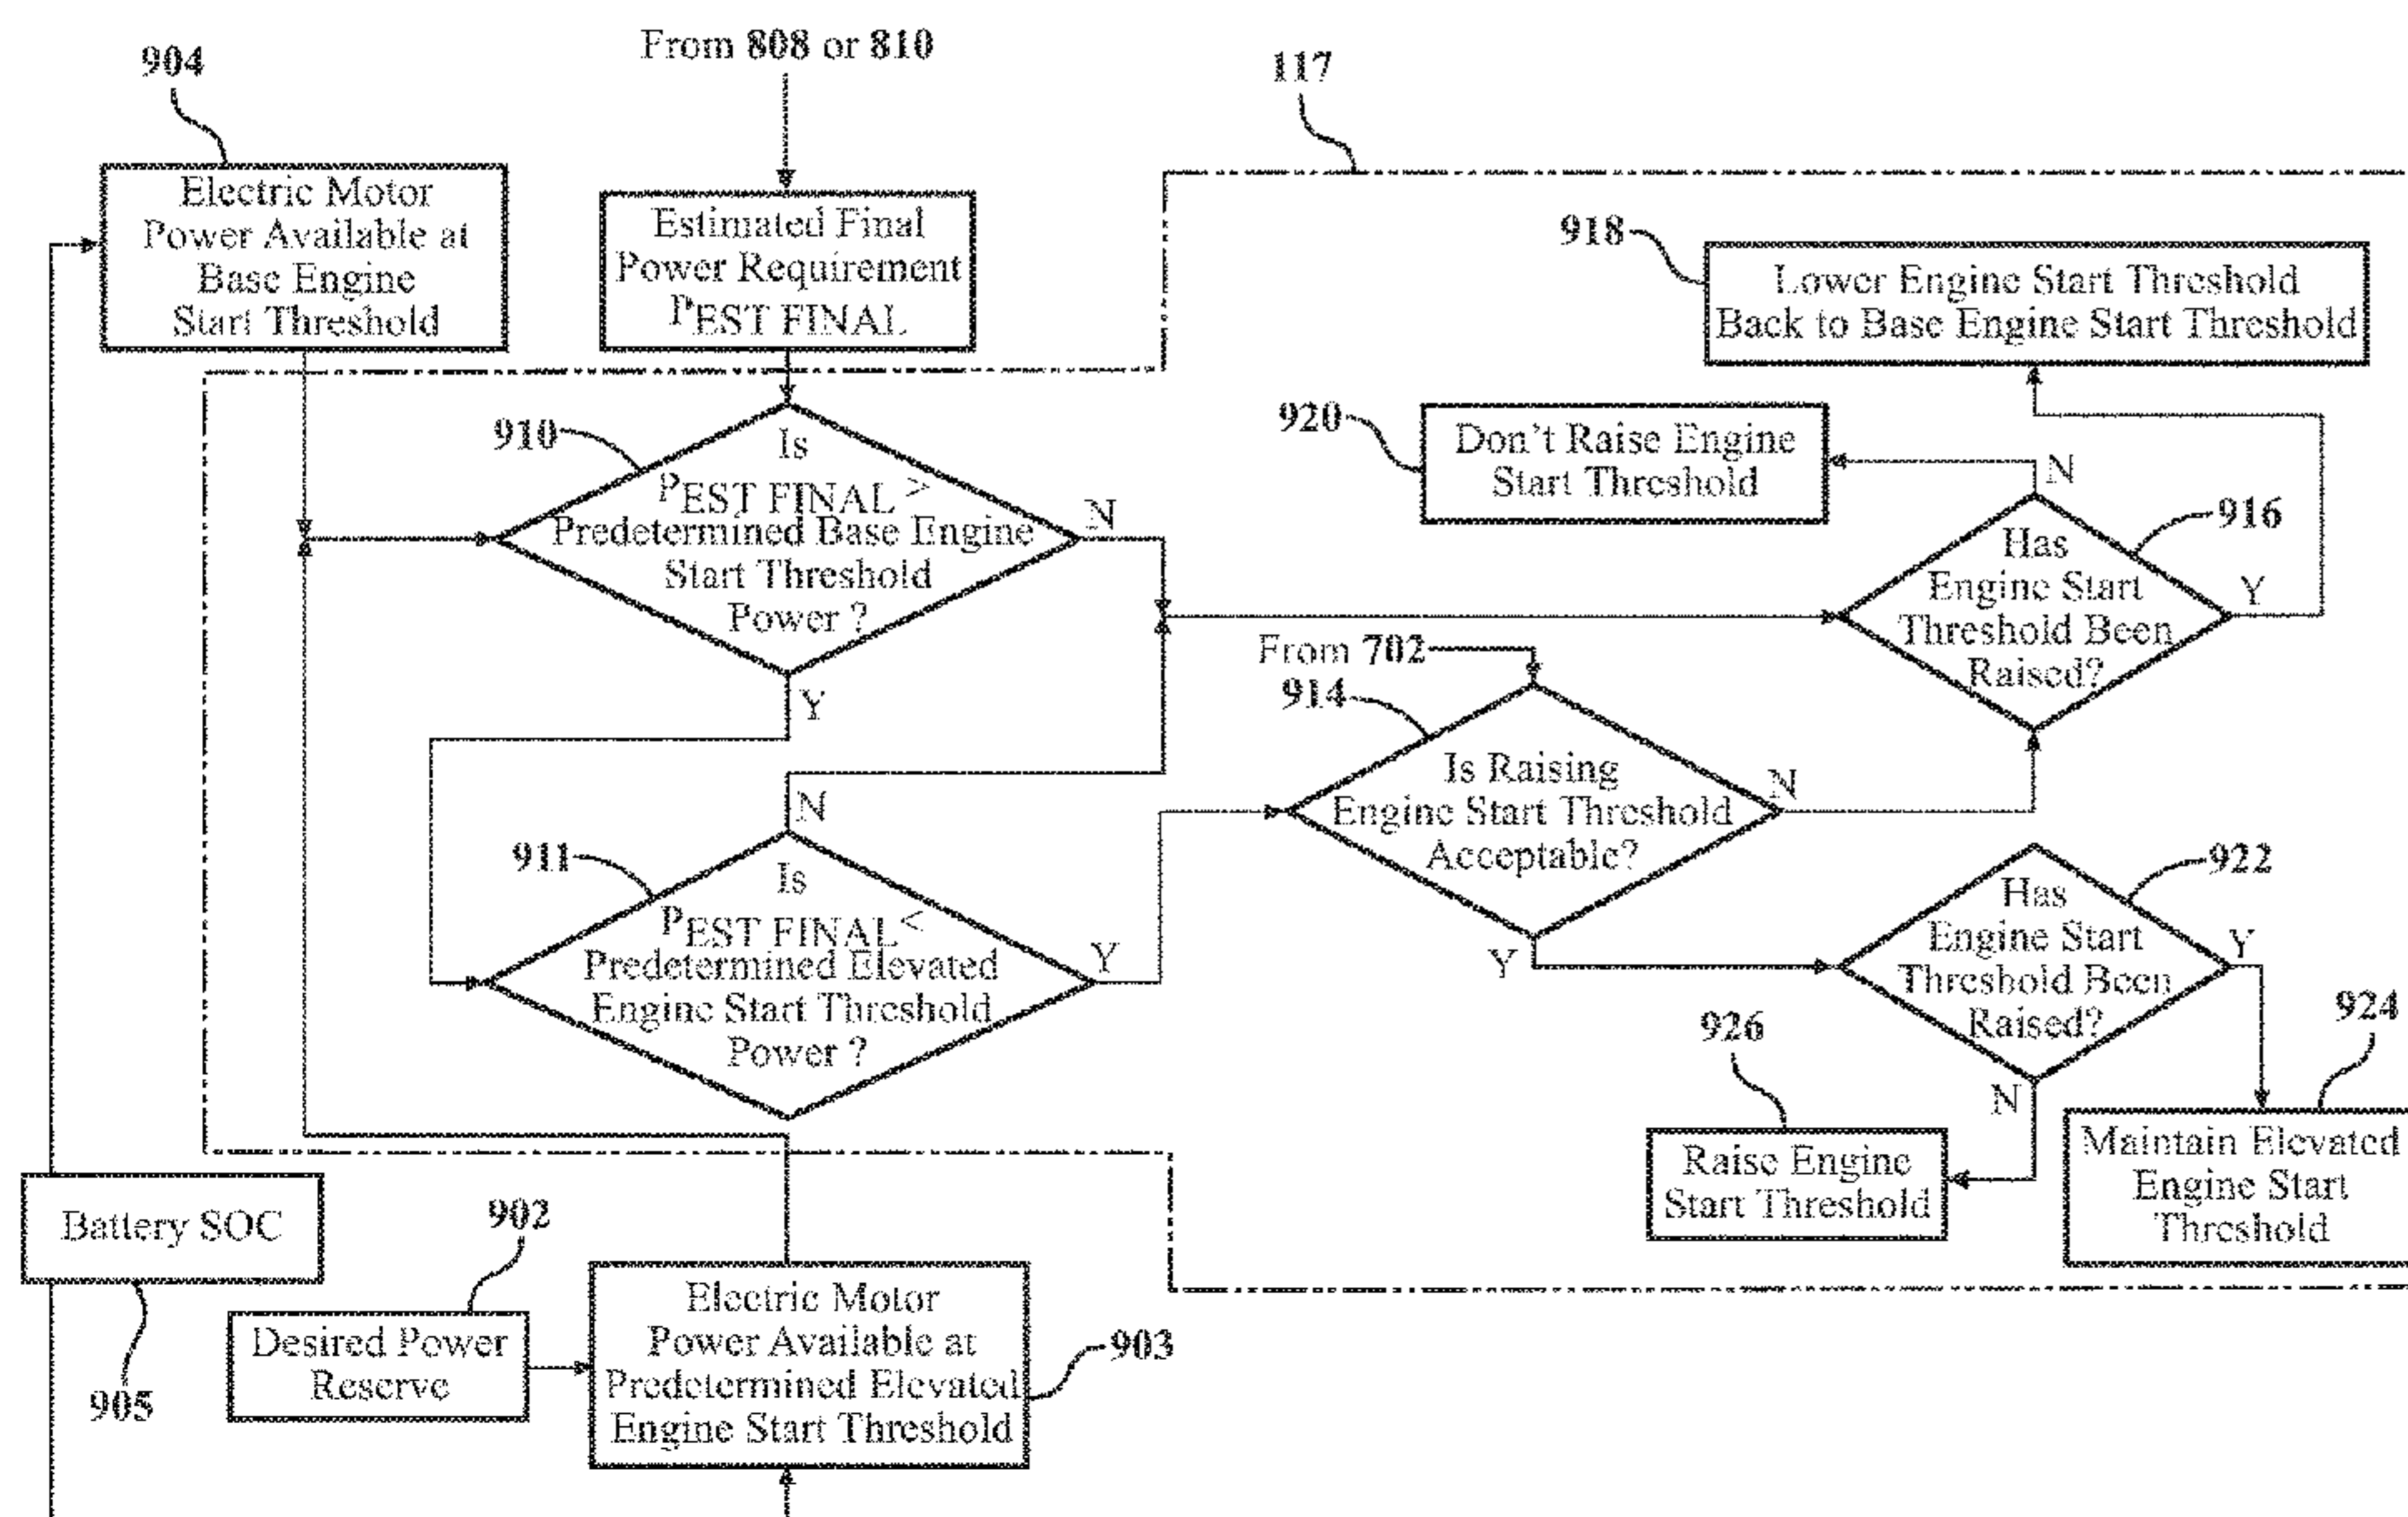 904
From 808 or 810
117
Electric Motor
Power Available at
Base Engine
Start Threshold
Estimated Final
Power Requirement
PEST FINAL
918
Lower Engine Start Threshold
Back to Base Engine Start Threshold
920
Don't Raise Engine
Start Threshold
910
Is
PEST FINAL >
Predetermined Base Engine
Start Threshold
Power ?
N
Y
N
916
Has
Engine Start
Threshold Been
Raised?
Y
From 702
914
Is Raising
Engine Start Threshold
Acceptable?
N
Y
N
911
Is
PEST FINAL <
Predetermined Elevated
Engine Start Threshold
Power ?
Y
922
Has
Engine Start
Threshold Been
Raised?
Y
N
926
Raise Engine
Start Threshold
924
Maintain Elevated
Engine Start
Threshold
Battery SOC
905
902
Desired Power
Reserve
Electric Motor
Power Available at
Predetermined Elevated
Engine Start Threshold
903